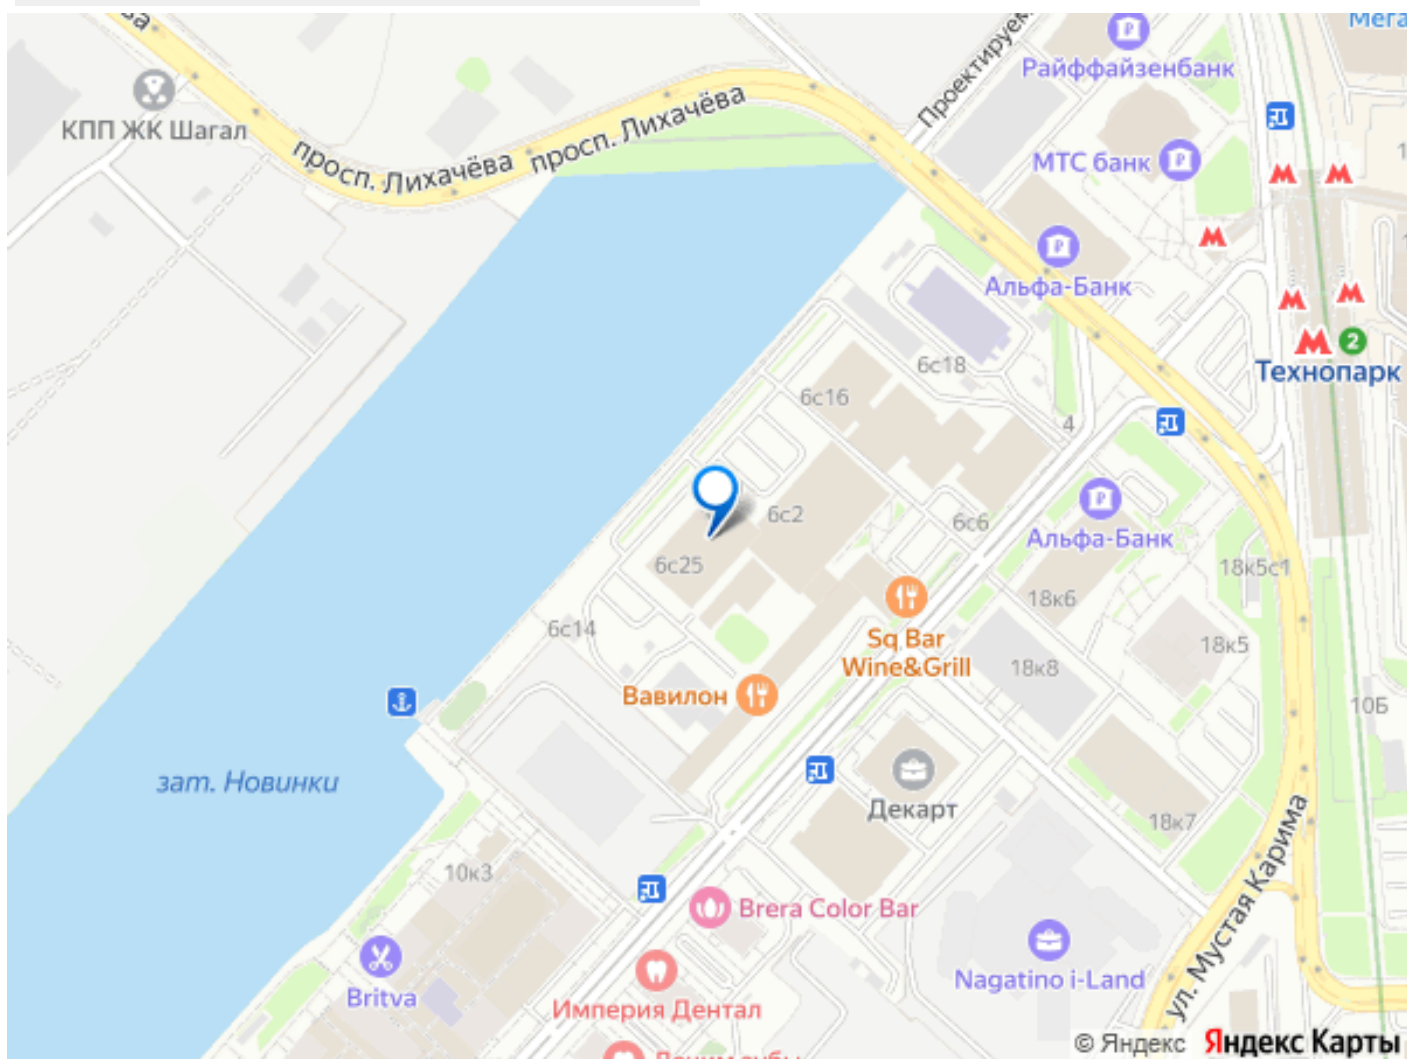 Мега
Райффайзенбанк
КПП ЖК Шагал
просп. Лихачёва
просп. Лихачёва
МТС банк
Альфа-Банк
2
Технопарк
6с18
6с16
4
6с2
6с6
Альфа-Банк
6с25
18к5с1
18к6
6с14
Sq Bar
Wine&Grill
18к5
18к8
Вавилон
10Б
зат. Новинки
Декарт
18к7
ул. Мустая Карима
10к3
Brera Color Bar
Britva
Империя Дентал
Nagatino i-Land
© Яндекс Яндекс Карты